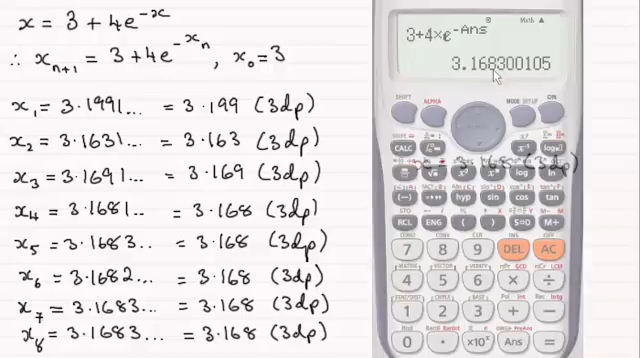 x = 3 + 4e^{-x}
∴ x_{n+1} = 3 + 4e^{-x_n} , x_0 = 3
x_1 = 3.1991... = 3.199 (3dp)
x_2 = 3.1631... = 3.163 (3dp)
x_3 = 3.1691... = 3.169 (3dp)
x_4 = 3.1681.. = 3.168 (3dp)
x_5 = 3.1683... = 3.168 (3dp)
x_6 = 3.1682... = 3.168 (3dp)
x_7 = 3.1683... = 3.168 (3dp)
x_8 = 3.1683... = 3.168 (3dp)
Math ▲
3+4×e^{-Ans}
3.168300105
SHIFT ALPHA MODE SETUP ON
CALC x⁻¹
3.168 (3dp)
log ln
(-) hyp sin cos tan
RCL ENG ( ) S⇔D M+
7 8 9 DEL AC
4 5 6 × ÷
1 2 3 + −
0 • ×10^x Ans =